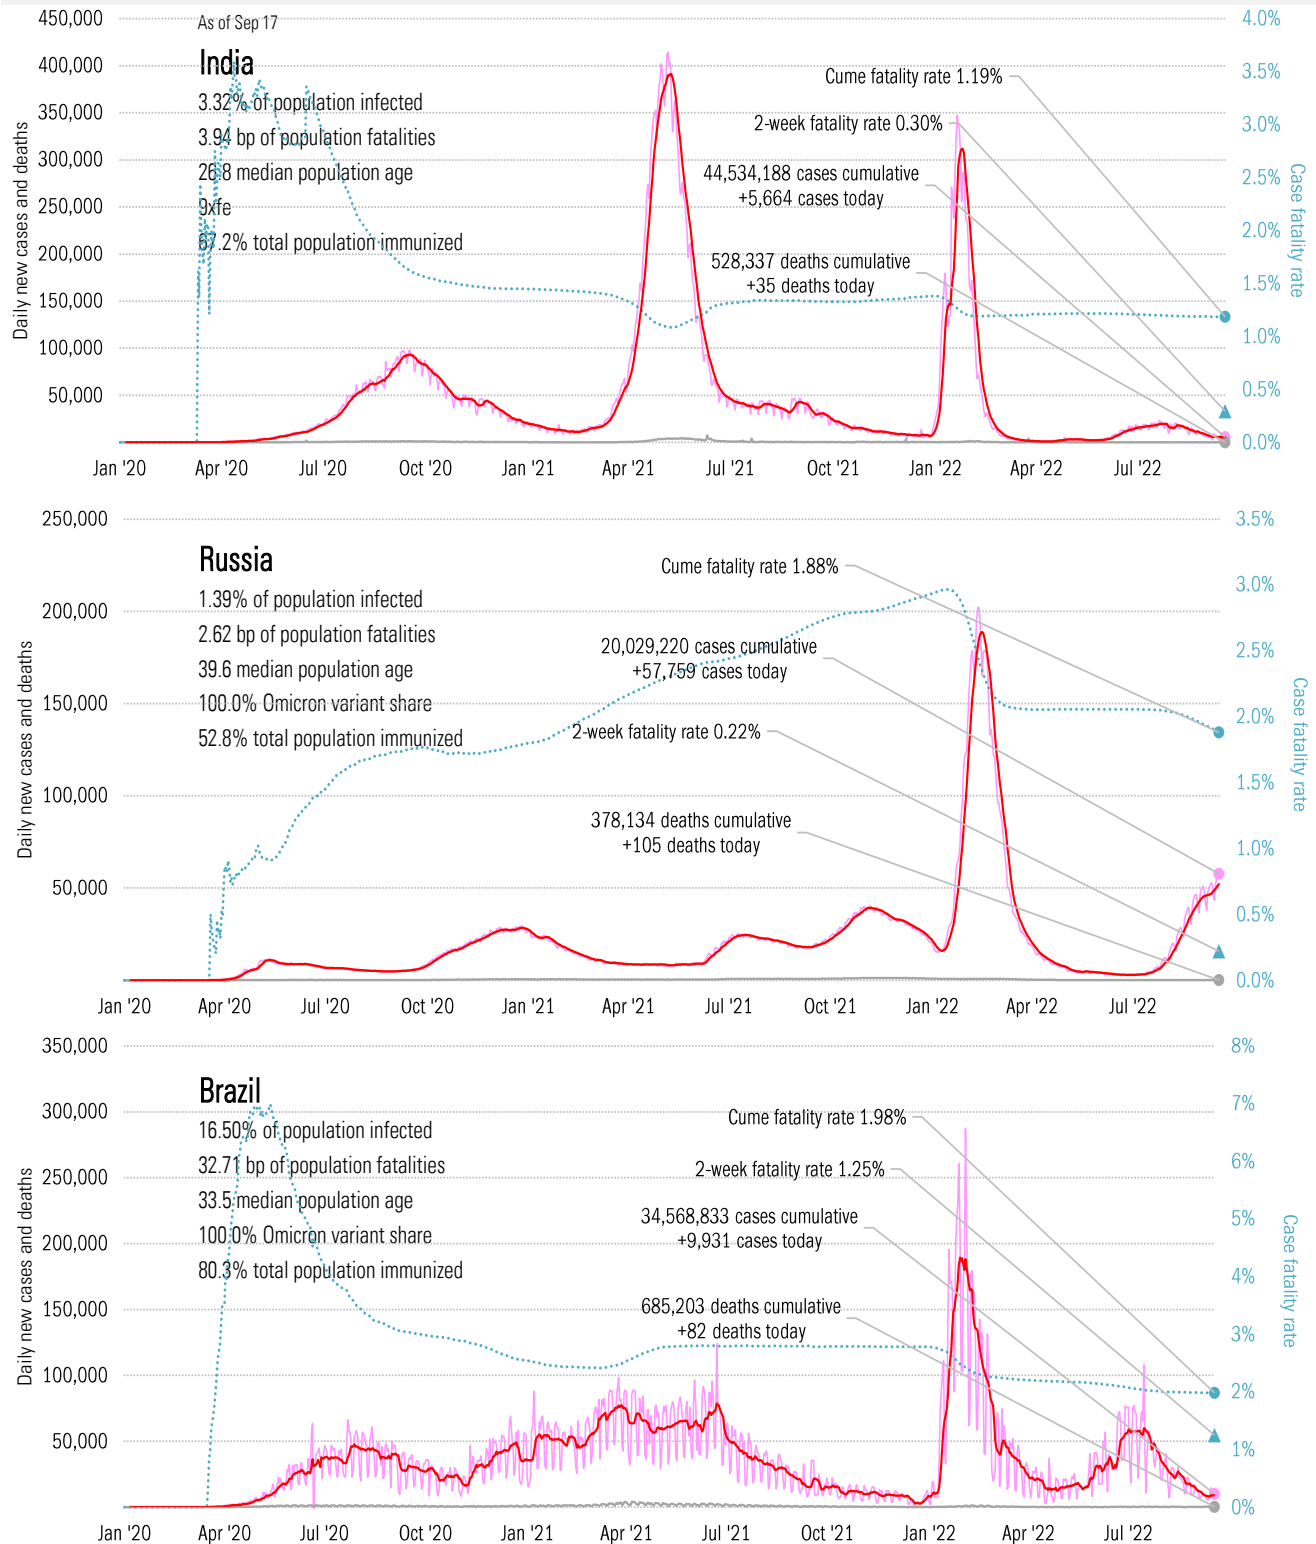 450,000
400,000
350,000
300,000
250,000
200,000
150,000
100,000
50,000
Daily new cases and deaths
As of Sep 17
India
3.32% of population infected
3.94 bp of population fatalities
26.8 median population age
9xfe
67.2% total population immunized
Cume fatality rate 1.19%
2-week fatality rate 0.30%
44,534,188 cases cumulative
+5,664 cases today
528,337 deaths cumulative
+35 deaths today
4.0%
3.5%
3.0%
2.5%
2.0%
1.5%
1.0%
0.5%
0.0%
Case fatality rate
Jan '20 Apr '20 Jul '20 Oct '20 Jan '21 Apr '21 Jul '21 Oct '21 Jan '22 Apr '22 Jul '22
250,000
200,000
150,000
100,000
50,000
Daily new cases and deaths
Russia
1.39% of population infected
2.62 bp of population fatalities
39.6 median population age
100.0% Omicron variant share
52.8% total population immunized
Cume fatality rate 1.88%
20,029,220 cases cumulative
+57,759 cases today
2-week fatality rate 0.22%
378,134 deaths cumulative
+105 deaths today
3.5%
3.0%
2.5%
2.0%
1.5%
1.0%
0.5%
0.0%
Case fatality rate
Jan '20 Apr '20 Jul '20 Oct '20 Jan '21 Apr '21 Jul '21 Oct '21 Jan '22 Apr '22 Jul '22
350,000
300,000
250,000
200,000
150,000
100,000
50,000
Daily new cases and deaths
Brazil
16.50% of population infected
32.71 bp of population fatalities
33.5 median population age
100.0% Omicron variant share
80.3% total population immunized
Cume fatality rate 1.98%
2-week fatality rate 1.25%
34,568,833 cases cumulative
+9,931 cases today
685,203 deaths cumulative
+82 deaths today
8%
7%
6%
5%
4%
3%
2%
1%
0%
Case fatality rate
Jan '20 Apr '20 Jul '20 Oct '20 Jan '21 Apr '21 Jul '21 Oct '21 Jan '22 Apr '22 Jul '22